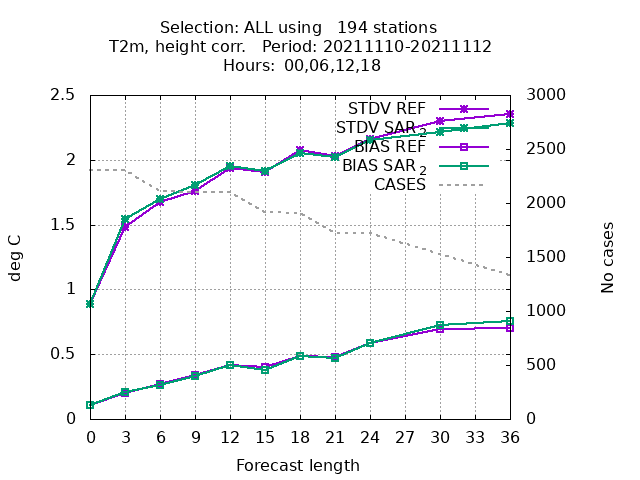 Selection: ALL using   194 stations
T2m, height corr.   Period: 20211110-20211112
Hours:  00,06,12,18
2.5
2
1.5
1
0.5
0
3000
2500
2000
1500
1000
500
0
STDV REF
STDV SAR 2
BIAS REF
BIAS SAR 2
CASES
deg C
No cases
0 3 6 9 12 15 18 21 24 27 30 33 36
Forecast length